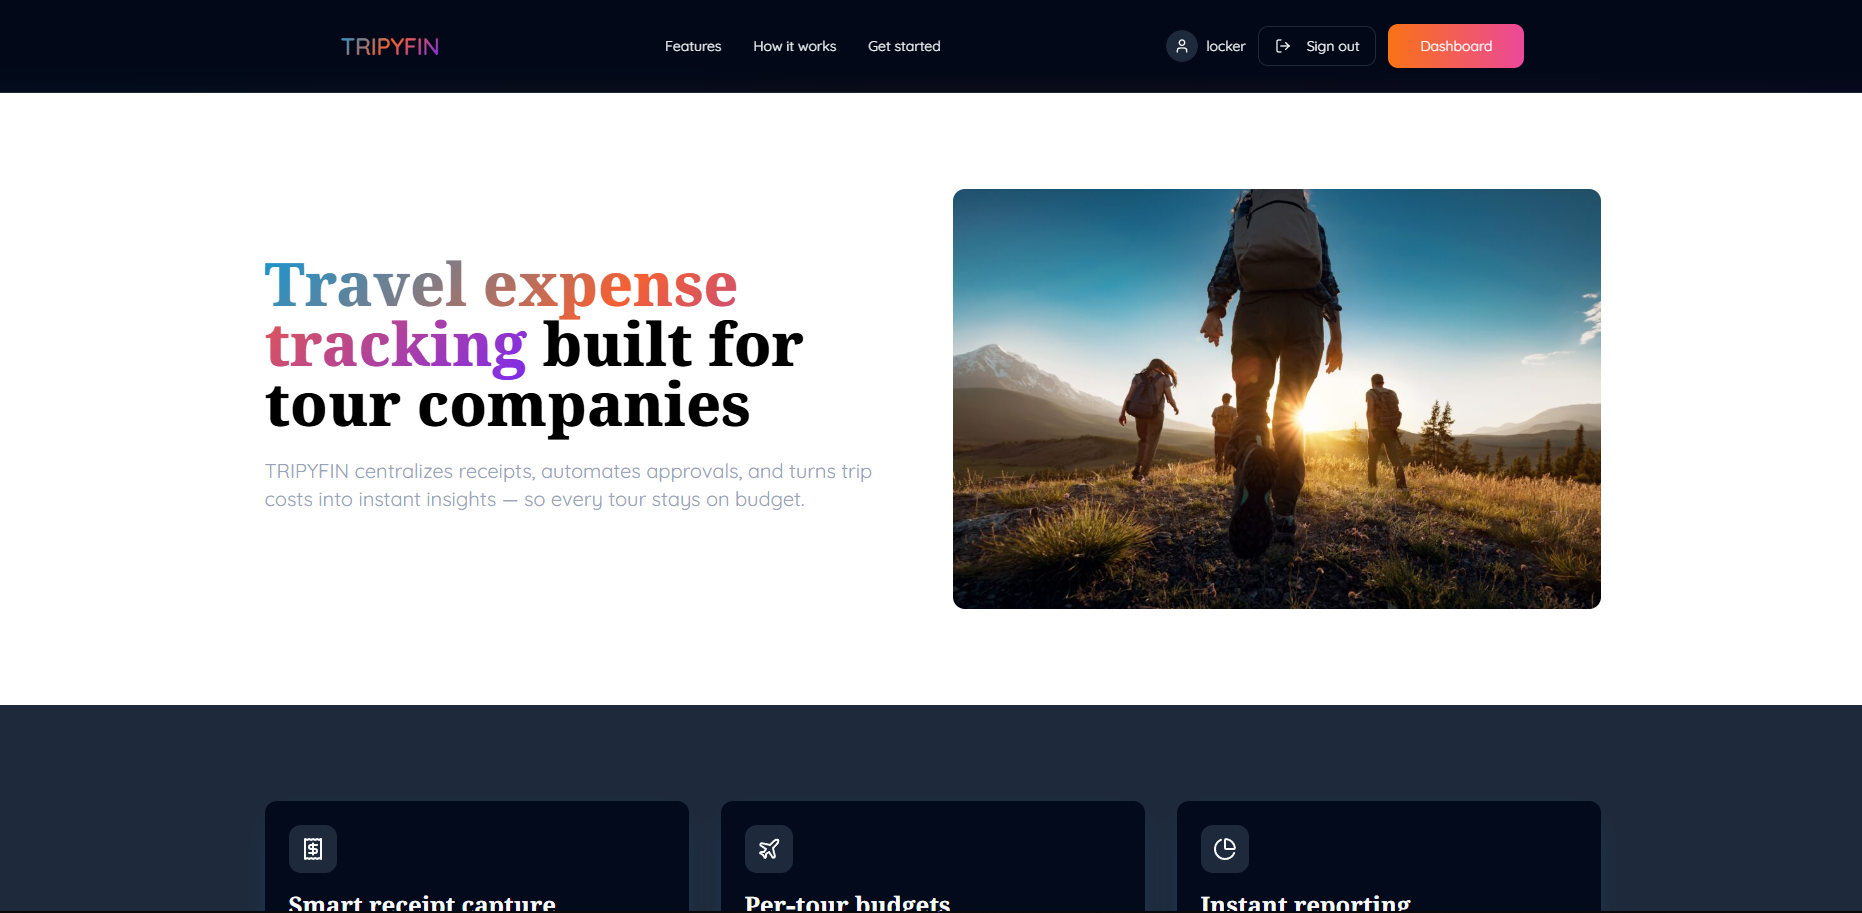 TRIPYFIN
Features
How it works
Get started
locker
Sign out
Dashboard
Travel expense
tracking built for
tour companies
TRIPYFIN centralizes receipts, automates approvals, and turns trip
costs into instant insights — so every tour stays on budget.
Smart receipt capture
Per-tour budgets
Instant reporting